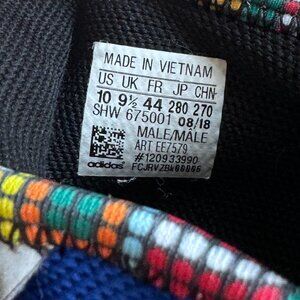 MADE IN VIETNAM
US UK FR JP CHN
10 9½ 44 280 270
SHW 675001 08/18
MALE/MÂLE
ART EE7579
#120933990
adidas